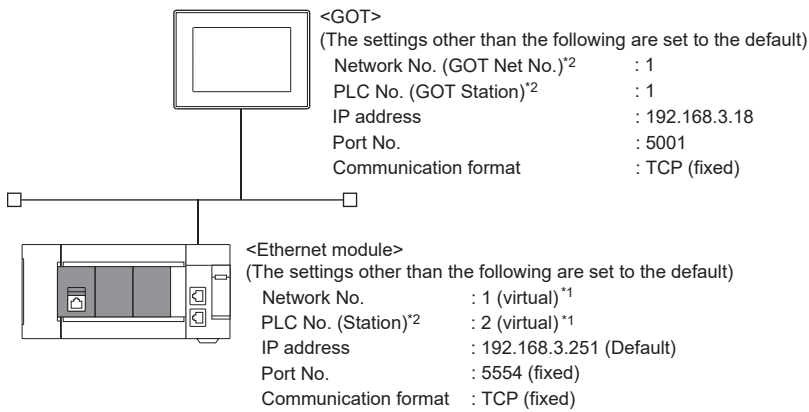 <GOT>
(The settings other than the following are set to the default)
Network No. (GOT Net No.)*2 : 1
PLC No. (GOT Station)*2 : 1
IP address : 192.168.3.18
Port No. : 5001
Communication format : TCP (fixed)
<Ethernet module>
(The settings other than the following are set to the default)
Network No. : 1 (virtual)*1
PLC No. (Station)*2 : 2 (virtual)*1
IP address : 192.168.3.251 (Default)
Port No. : 5554 (fixed)
Communication format : TCP (fixed)